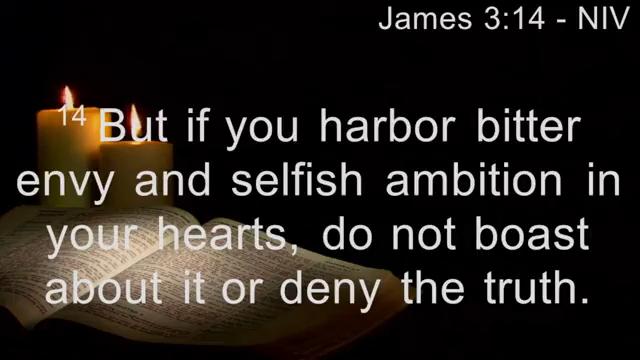 James 3:14 - NIV
14 But if you harbor bitter
envy and selfish ambition in
your hearts, do not boast
about it or deny the truth.